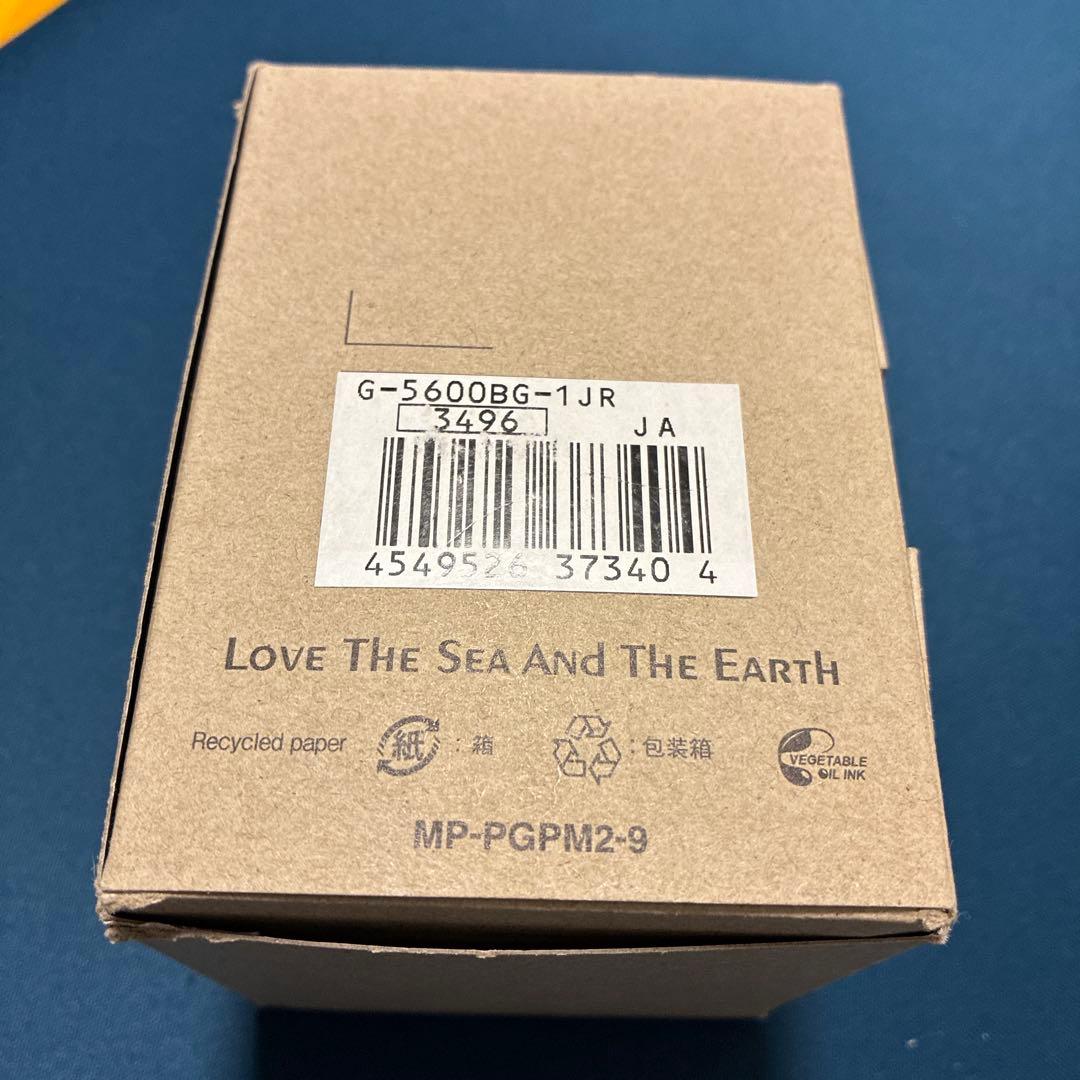 G-5600BG-1JR
3496
JA
4549526 37340 4
LOVE THE SEA ANd THE EARTh
Recycled paper 紙 : 箱 : 包装箱 VEGETABLE OIL INK
MP-PGPM2-9